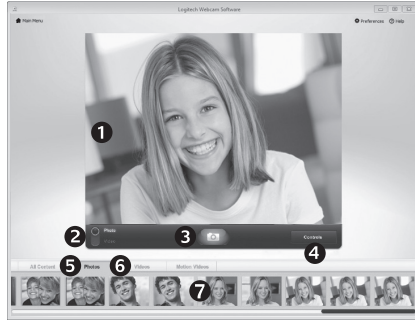 Logitech Webcam Software
Main Menu
Preferences
Help
1
2
Photo
Video
3
Controls
4
All Content
5
Photos
6
Videos
Motion Videos
7